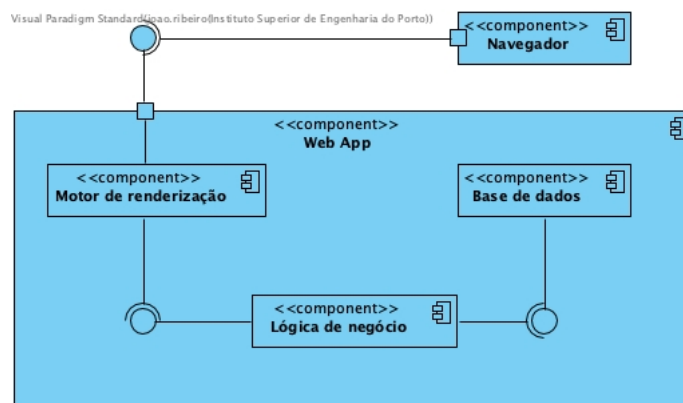 Visual Paradigm Standard(joao.ribeiro(Instituto Superior de Engenharia do Porto))
<<component>>
Navegador
<<component>>
Web App
<<component>>
Motor de renderização
<<component>>
Base de dados
<<component>>
Lógica de negócio